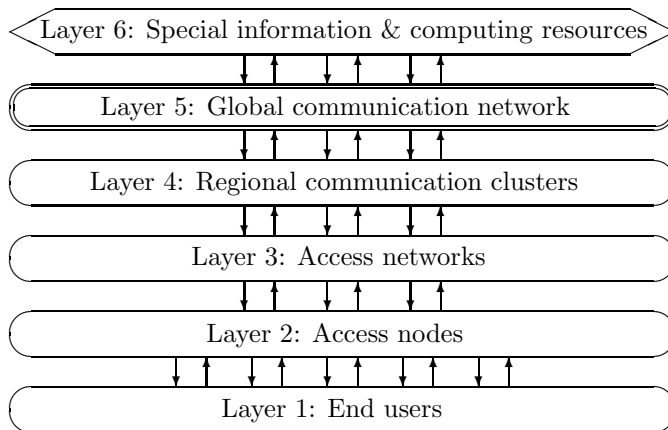 Layer 6: Special information & computing resources
Layer 5: Global communication network
Layer 4: Regional communication clusters
Layer 3: Access networks
Layer 2: Access nodes
Layer 1: End users